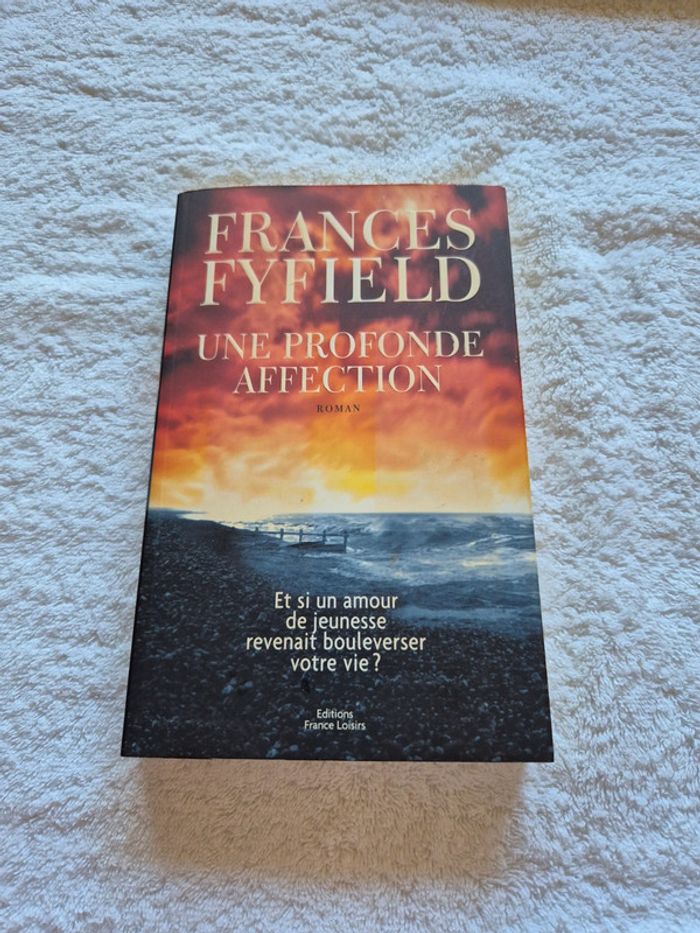 FRANCES
FYFIELD
UNE PROFONDE
AFFECTION
ROMAN
Et si un amour
de jeunesse
revenait bouleverser
votre vie ?
Editions
France Loisirs